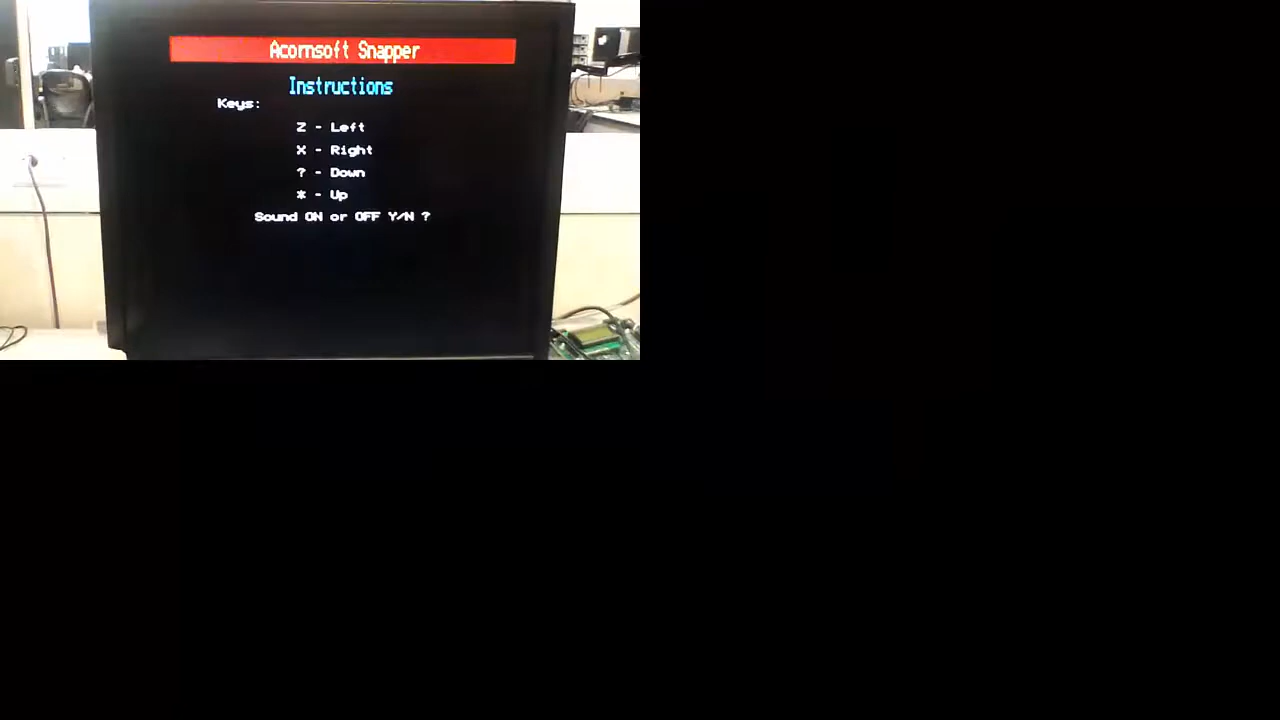 Acornsoft Snapper
Instructions
Keys:
Z - Left
X - Right
? - Down
* - Up
Sound ON or OFF Y/N ?